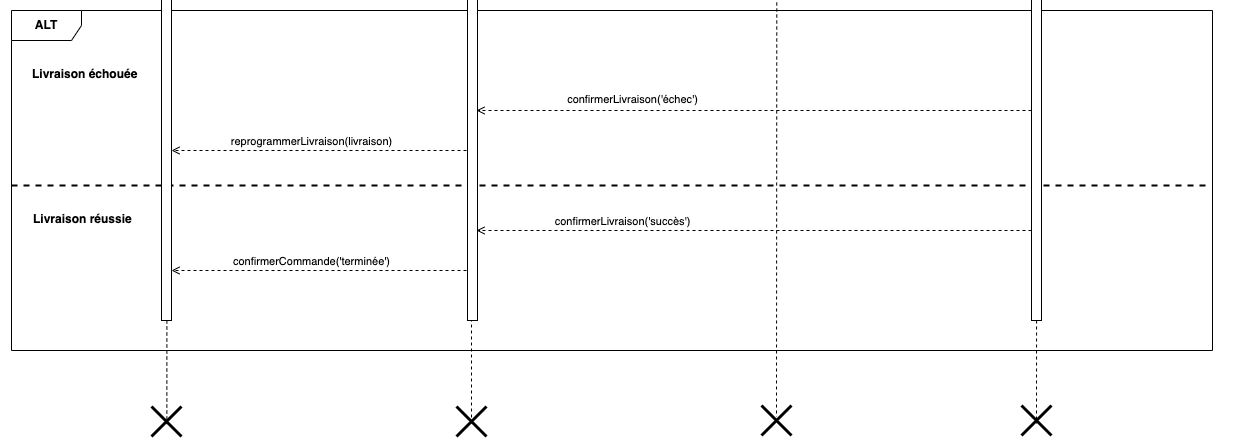 ALT
Livraison échouée
confirmerLivraison('échec')
reprogrammerLivraison(livraison)
Livraison réussie
confirmerLivraison('succès')
confirmerCommande('terminée')